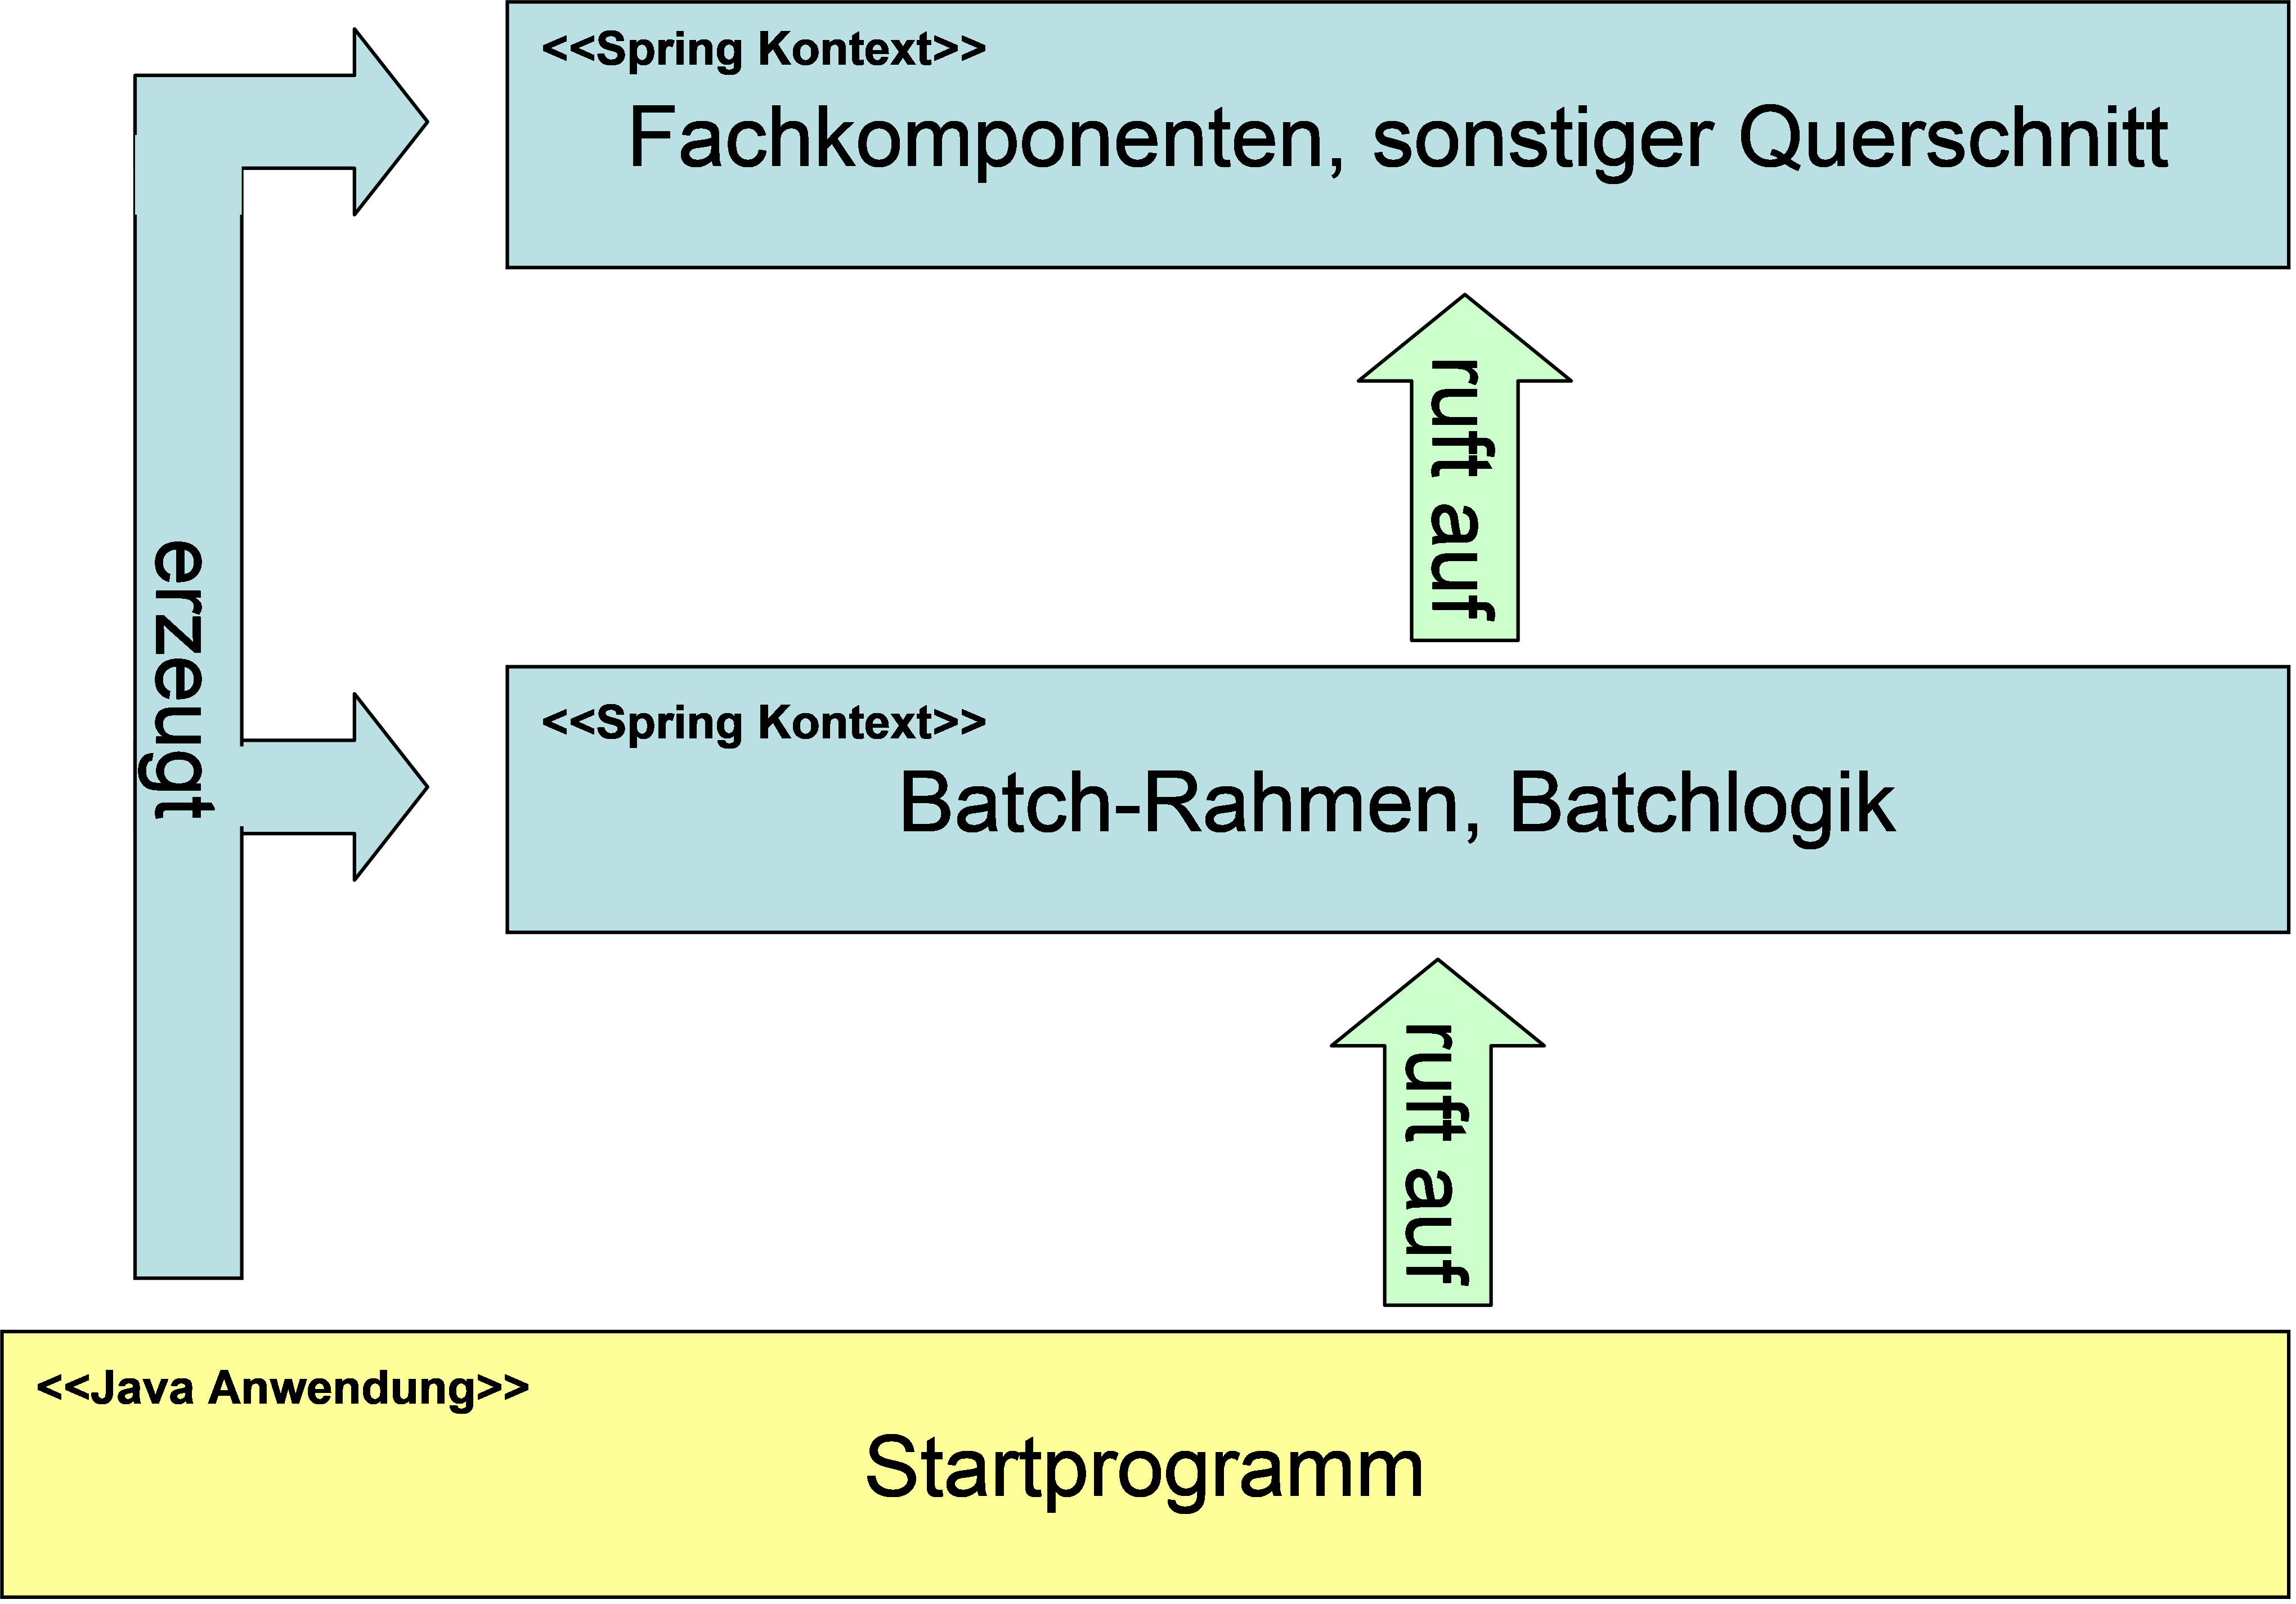 <<Spring Kontext>>
Fachkomponenten, sonstiger Querschnitt
ruft auf
erzeugt
<<Spring Kontext>>
Batch-Rahmen, Batchlogik
ruft auf
<<Java Anwendung>>
Startprogramm